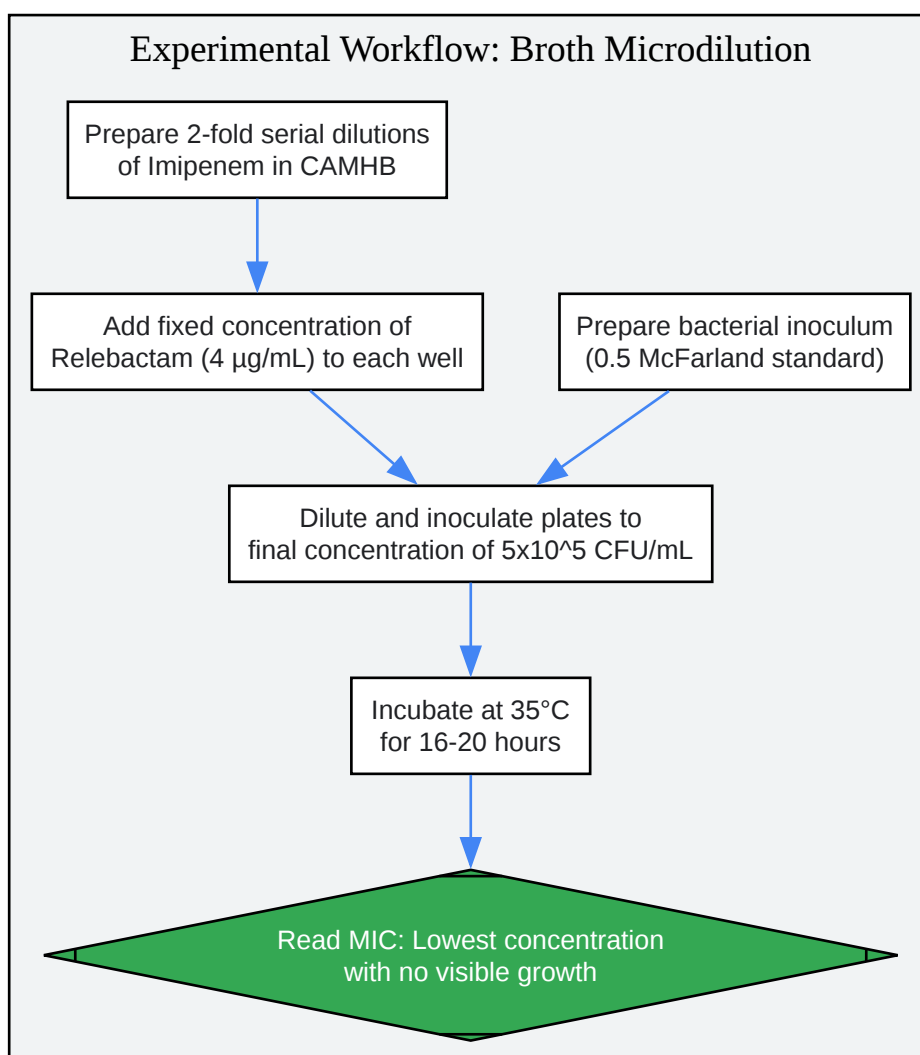 Experimental Workflow: Broth Microdilution
Prepare 2-fold serial dilutions
of Imipenem in CAMHB
Add fixed concentration of
Relebactam (4 µg/mL) to each well
Prepare bacterial inoculum
(0.5 McFarland standard)
Dilute and inoculate plates to
final concentration of 5x10^5 CFU/mL
Incubate at 35°C
for 16-20 hours
Read MIC: Lowest concentration
with no visible growth